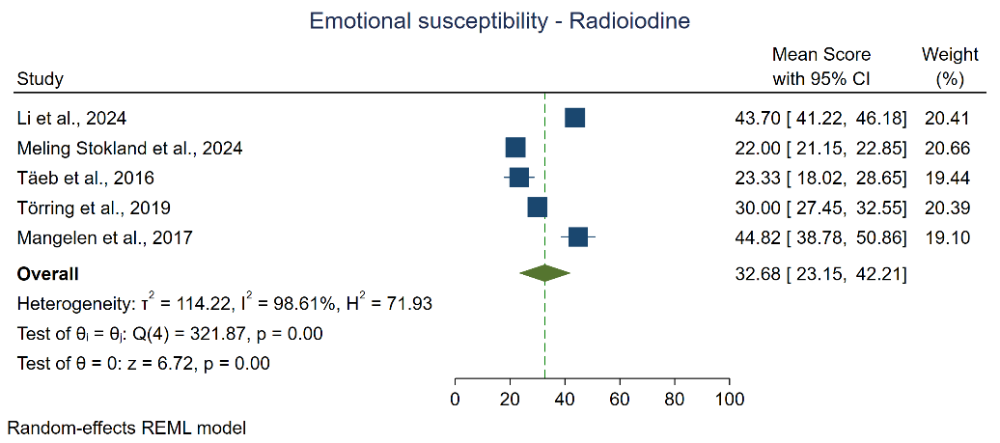 Emotional susceptibility - Radioiodine
Mean Score Weight
Study with 95% CI (%)
Li et al., 2024 43.70 [ 41.22, 46.18] 20.41
Meling Stokland et al., 2024 22.00 [ 21.15, 22.85] 20.66
Täeb et al., 2016 23.33 [ 18.02, 28.65] 19.44
Törring et al., 2019 30.00 [ 27.45, 32.55] 20.39
Mangelen et al., 2017 44.82 [ 38.78, 50.86] 19.10
Overall 32.68 [ 23.15, 42.21]
Heterogeneity: τ² = 114.22, I² = 98.61%, H² = 71.93
Test of θᵢ = θⱼ: Q(4) = 321.87, p = 0.00
Test of θ = 0: z = 6.72, p = 0.00
0 20 40 60 80 100
Random-effects REML model